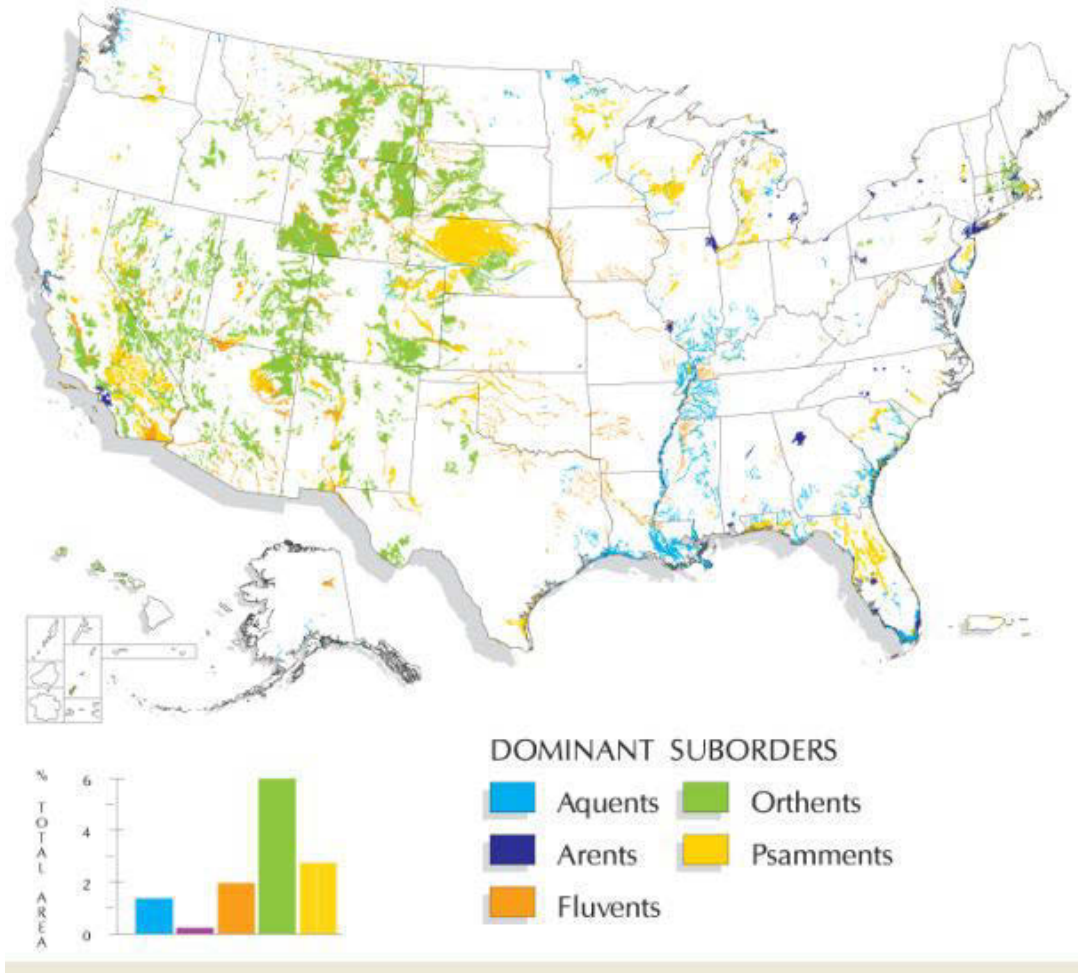 % TOTAL AREA
6
4
2
0
DOMINANT SUBORDERS
Aquents
Orthents
Arents
Psamments
Fluvents